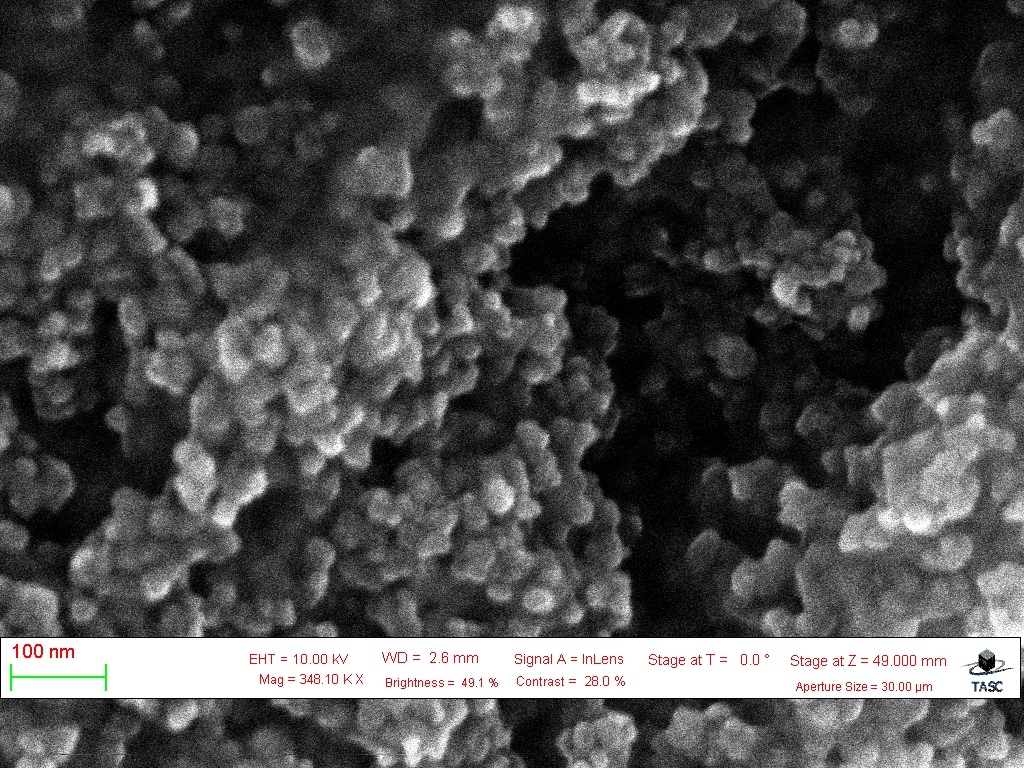 100 nm
EHT = 10.00 kV WD = 2.6 mm Signal A = InLens Stage at T = 0.0 ° Stage at Z = 49.000 mm
Mag = 348.10 K X Brightness = 49.1 % Contrast = 28.0 % Aperture Size = 30.00 µm
TASC